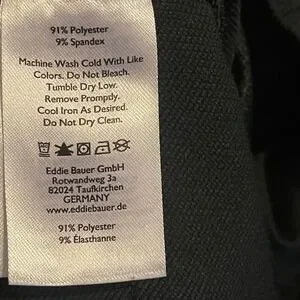 91% Polyester
9% Spandex
Machine Wash Cold With Like
Colors. Do Not Bleach.
Tumble Dry Low.
Remove Promptly.
Cool Iron As Desired.
Do Not Dry Clean.
Eddie Bauer GmbH
Rotwandweg 3a
82024 Taufkirchen
GERMANY
www.eddiebauer.de
91% Polyester
9% Élasthanne